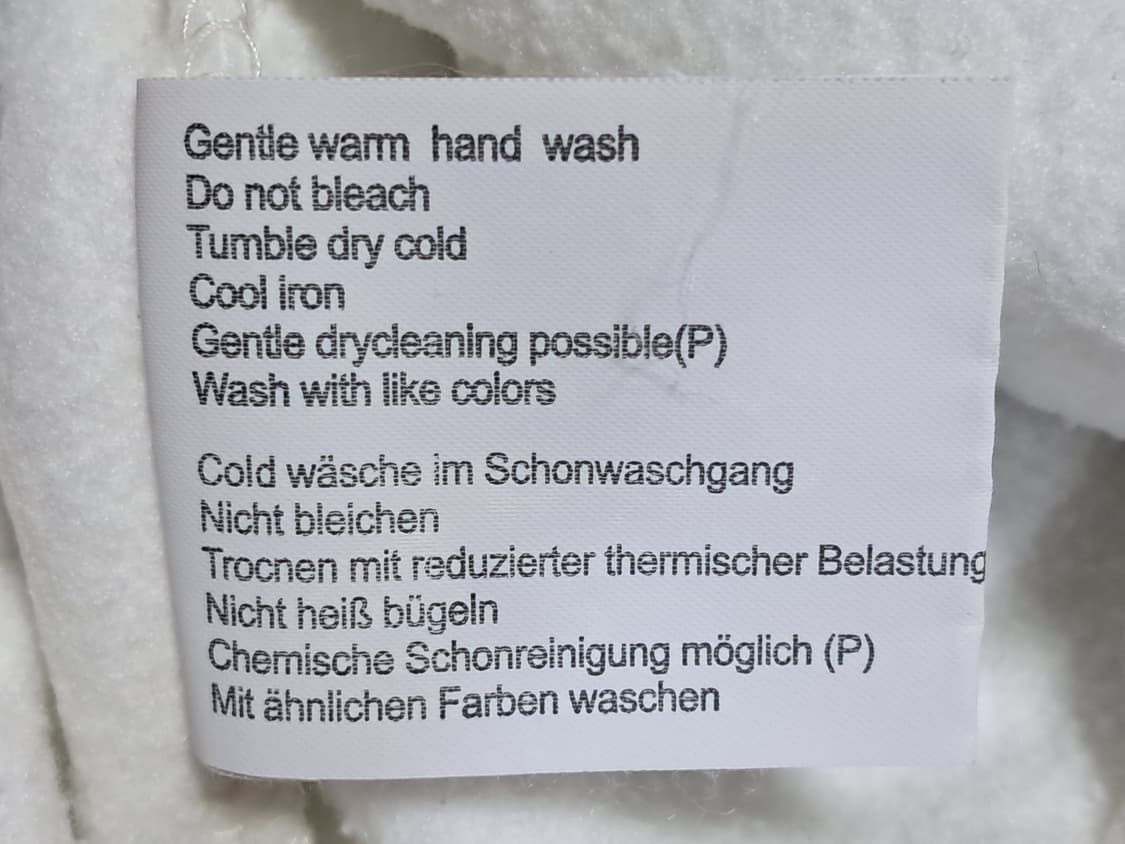 Gentle warm hand wash
Do not bleach
Tumble dry cold
Cool iron
Gentle drycleaning possible(P)
Wash with like colors
Cold wäsche im Schonwaschgang
Nicht bleichen
Trocnen mit reduzierter thermischer Belastung
Nicht heiß bügeln
Chemische Schonreinigung möglich (P)
Mit ähnlichen Farben waschen